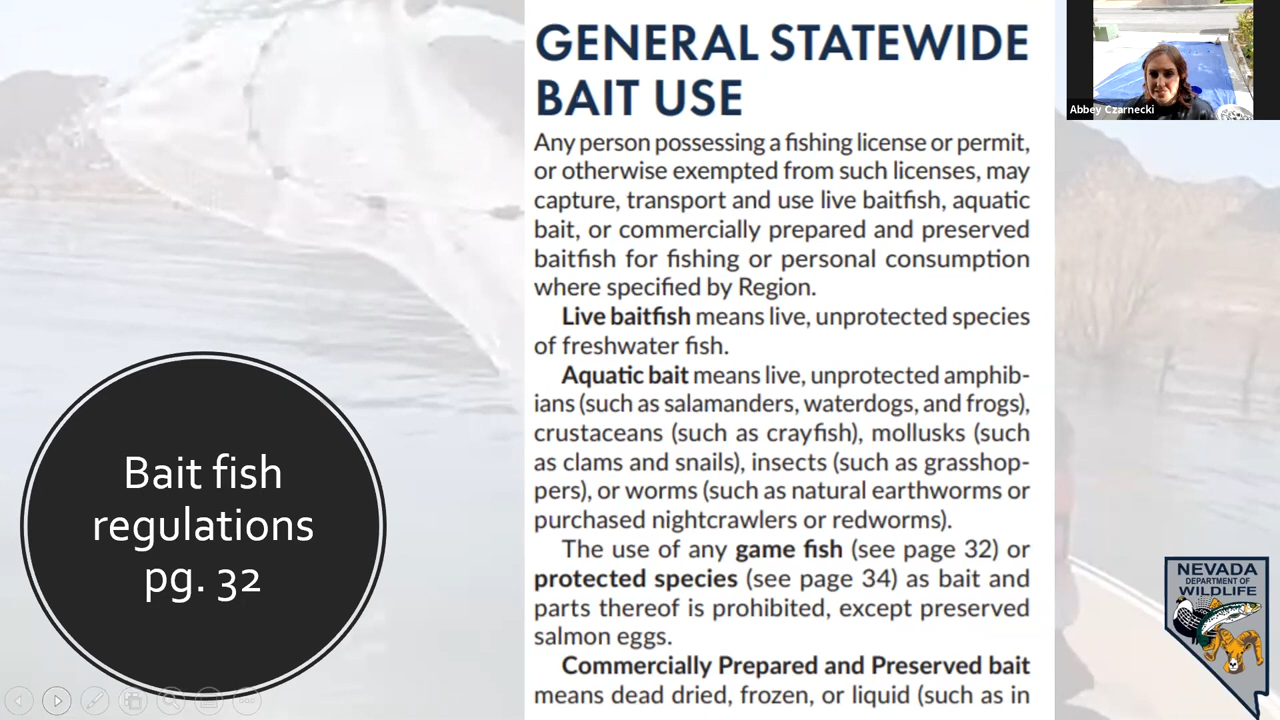 GENERAL STATEWIDE
BAIT USE
Any person possessing a fishing license or permit,
or otherwise exempted from such licenses, may
capture, transport and use live baitfish, aquatic
bait, or commercially prepared and preserved
baitfish for fishing or personal consumption
where specified by Region.
Live baitfish means live, unprotected species
of freshwater fish.
Aquatic bait means live, unprotected amphib-
ians (such as salamanders, waterdogs, and frogs),
crustaceans (such as crayfish), mollusks (such
as clams and snails), insects (such as grasshop-
pers), or worms (such as natural earthworms or
purchased nightcrawlers or redworms).
The use of any game fish (see page 32) or
protected species (see page 34) as bait and
parts thereof is prohibited, except preserved
salmon eggs.
Commercially Prepared and Preserved bait
means dead dried, frozen, or liquid (such as in
Bait fish
regulations
pg. 32
Abbey Czarnecki
NEVADA
DEPARTMENT OF
WILDLIFE